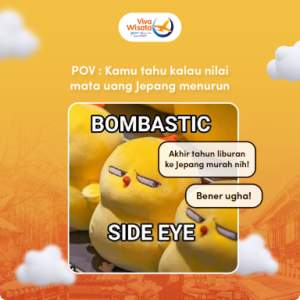 Viva
Wisata
POV : Kamu tahu kalau nilai
mata uang Jepang menurun
BOMBASTIC
Akhir tahun liburan
ke Jepang murah nih!
Bener ugha!
SIDE EYE